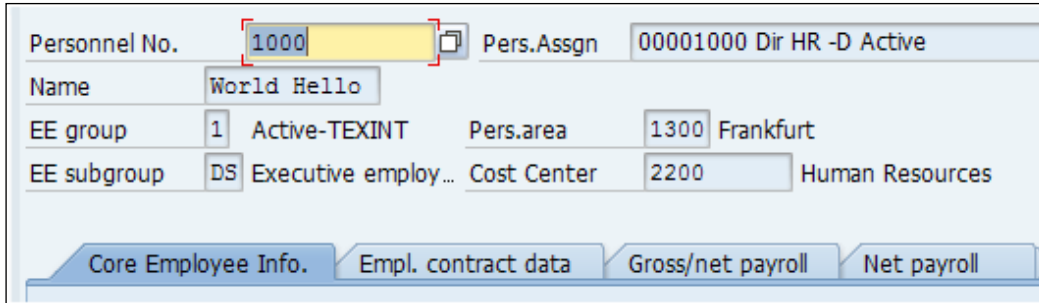 Personnel No. 1000 Pers.Assgn 00001000 Dir HR -D Active
Name World Hello
EE group 1 Active-TEXINT Pers.area 1300 Frankfurt
EE subgroup DS Executive employ… Cost Center 2200 Human Resources
Core Employee Info. Empl. contract data Gross/net payroll Net payroll